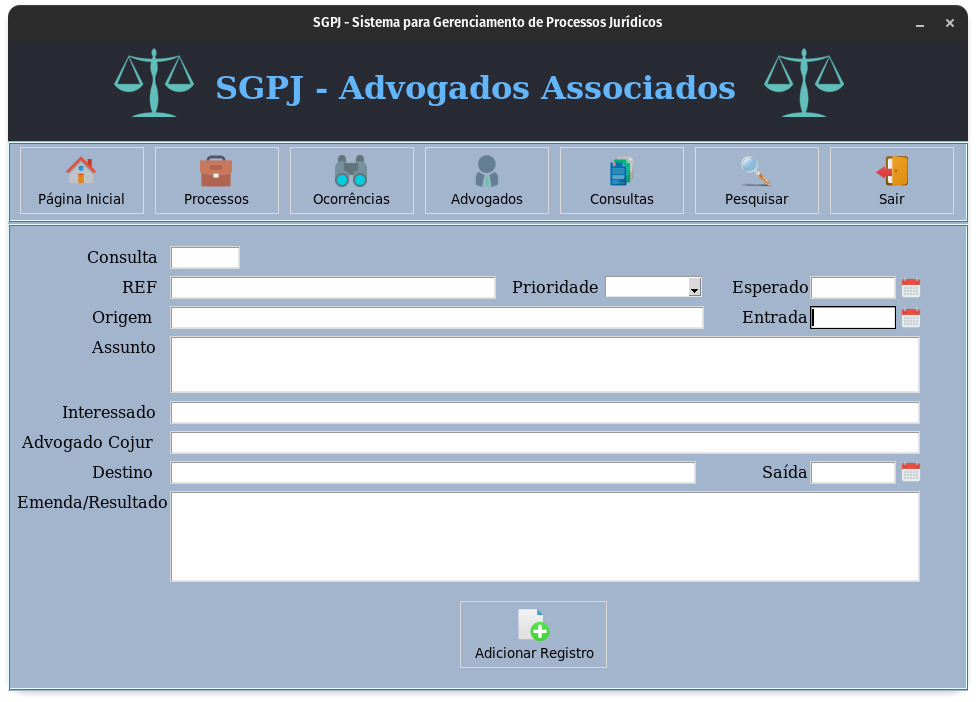 SGPJ - Sistema para Gerenciamento de Processos Jurídicos
SGPJ - Advogados Associados
Página Inicial
Processos
Ocorrências
Advogados
Consultas
Pesquisar
Sair
Consulta
REF
Prioridade
Esperado
Origem
Entrada
Assunto
Interessado
Advogado Cojur
Destino
Saída
Emenda/Resultado
Adicionar Registro